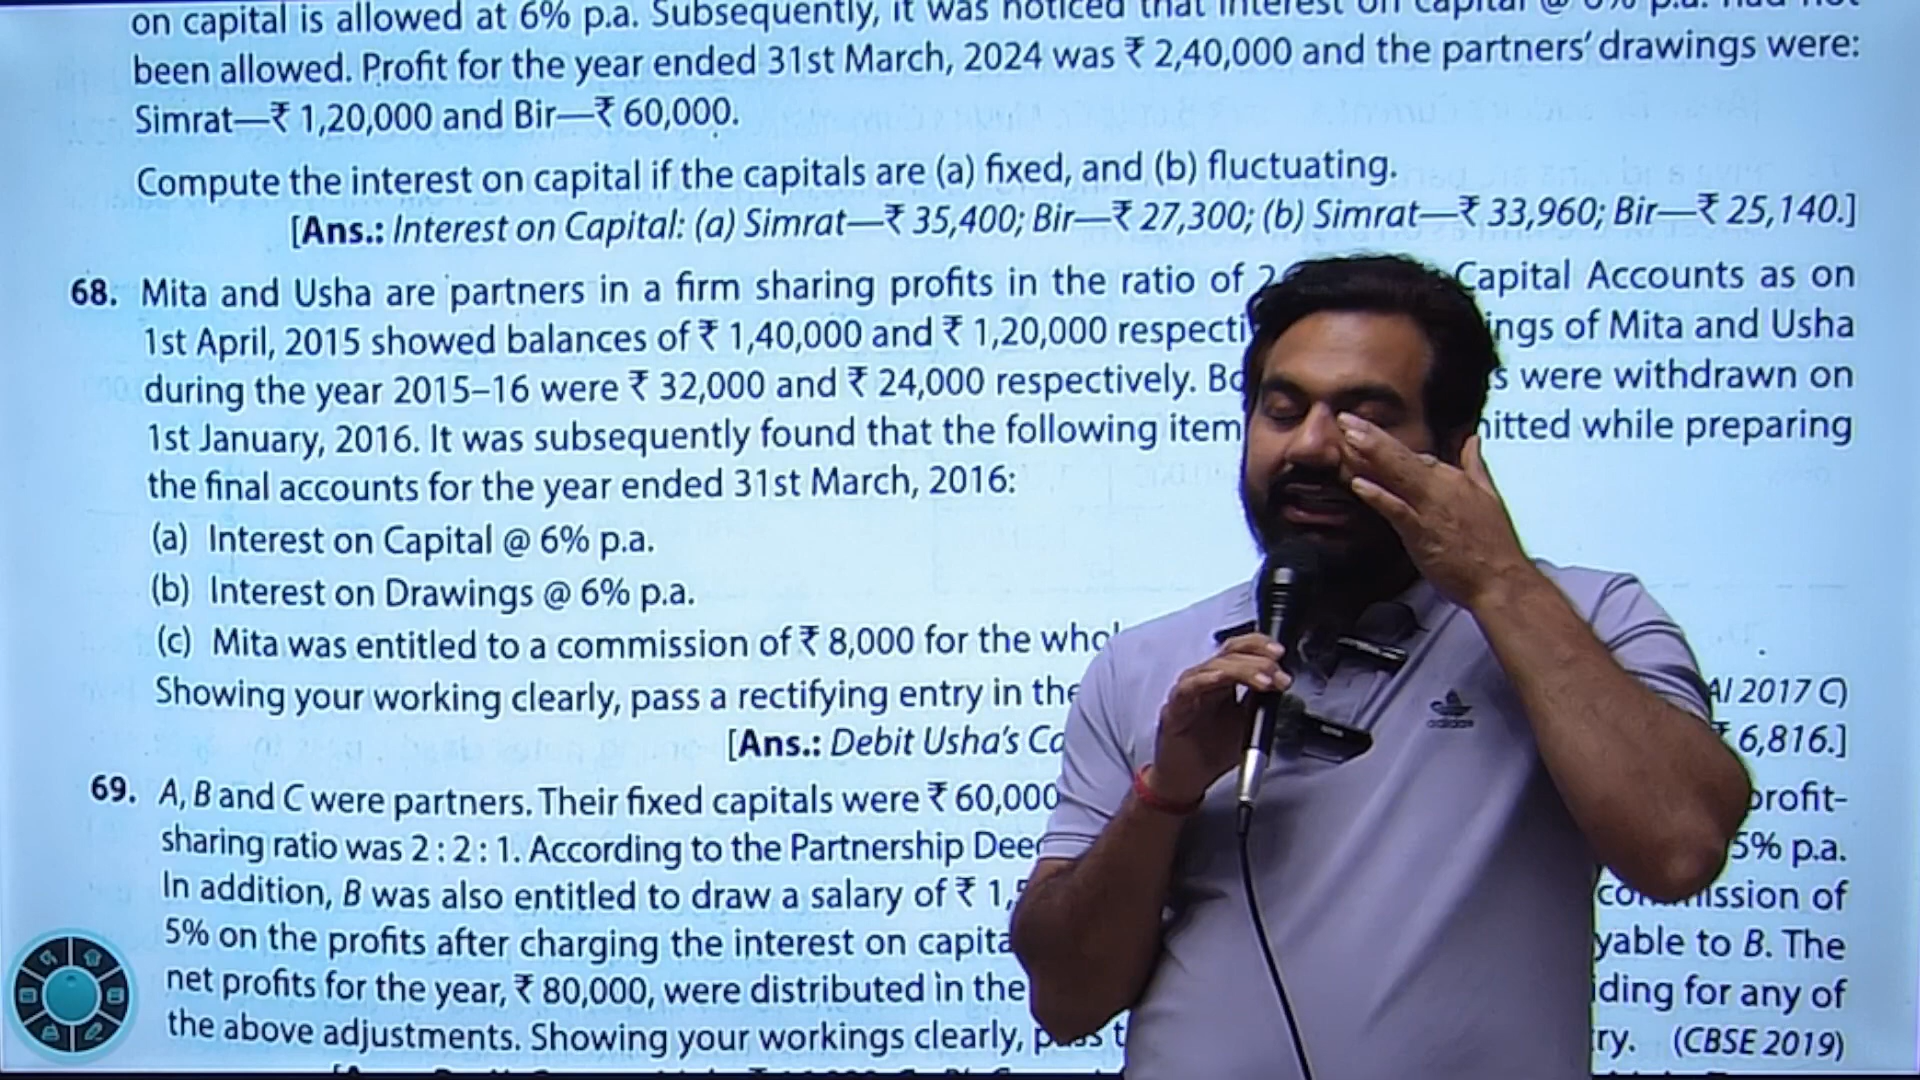 on capital is allowed at 6% p.a. Subsequently, it was noticed that interest on capital @ 6% p.a. had not
been allowed. Profit for the year ended 31st March, 2024 was ₹ 2,40,000 and the partners' drawings were:
Simrat—₹ 1,20,000 and Bir—₹ 60,000.
Compute the interest on capital if the capitals are (a) fixed, and (b) fluctuating.
[Ans.: Interest on Capital: (a) Simrat—₹ 35,400; Bir—₹ 27,300; (b) Simrat—₹ 33,960; Bir—₹ 25,140.]
68. Mita and Usha are partners in a firm sharing profits in the ratio of 2 Capital Accounts as on
1st April, 2015 showed balances of ₹ 1,40,000 and ₹ 1,20,000 respecti ings of Mita and Usha
during the year 2015–16 were ₹ 32,000 and ₹ 24,000 respectively. were withdrawn on
1st January, 2016. It was subsequently found that the following item itted while preparing
the final accounts for the year ended 31st March, 2016:
(a) Interest on Capital @ 6% p.a.
(b) Interest on Drawings @ 6% p.a.
(c) Mita was entitled to a commission of ₹ 8,000 for the who
Showing your working clearly, pass a rectifying entry in the AI 2017 C)
[Ans.: Debit Usha's Ca ₹ 6,816.]
69. A, B and C were partners. Their fixed capitals were ₹ 60,000 profit-
sharing ratio was 2 : 2 : 1. According to the Partnership Deed 5% p.a.
In addition, B was also entitled to draw a salary of ₹ 1,5 commission of
5% on the profits after charging the interest on capita yable to B. The
net profits for the year, ₹ 80,000, were distributed in the iding for any of
the above adjustments. Showing your workings clearly, pass t ry. (CBSE 2019)
adidas